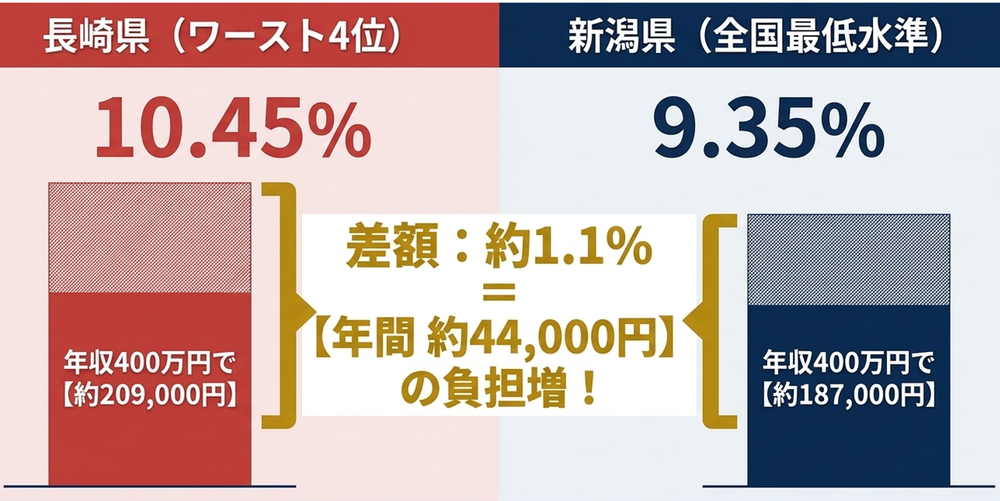 長崎県（ワースト4位）
10.45%
年収400万円で
【約209,000円】
差額：約1.1%
＝
【年間 約44,000円】
の負担増！
新潟県（全国最低水準）
9.35%
年収400万円で
【約187,000円】